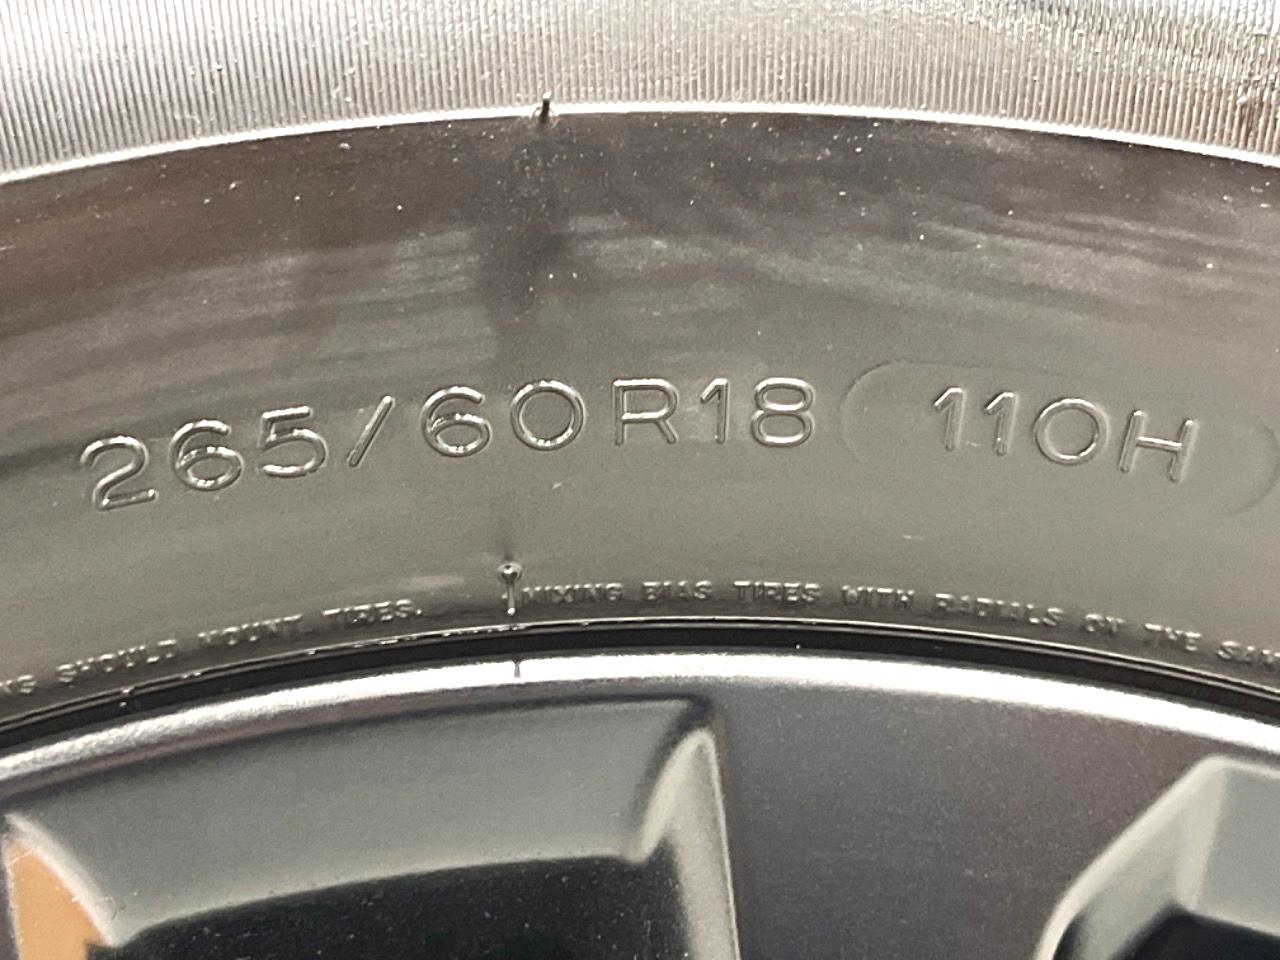 265/60R18 110H
SHOULD MOUNT TIRES. MIXING BIAS TIRES WITH RADIALS ON THE